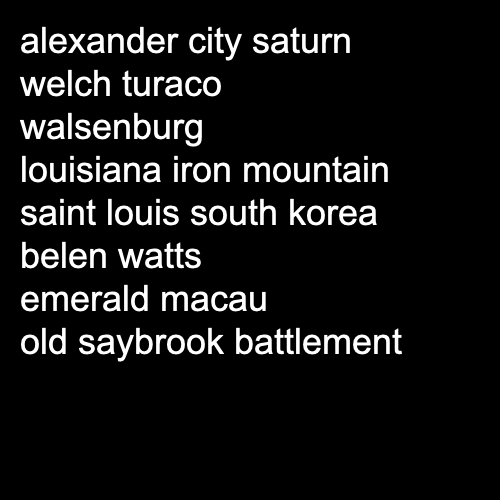 alexander city saturn
welch turaco
walsenburg
louisiana iron mountain
saint louis south korea
belen watts
emerald macau
old saybrook battlement